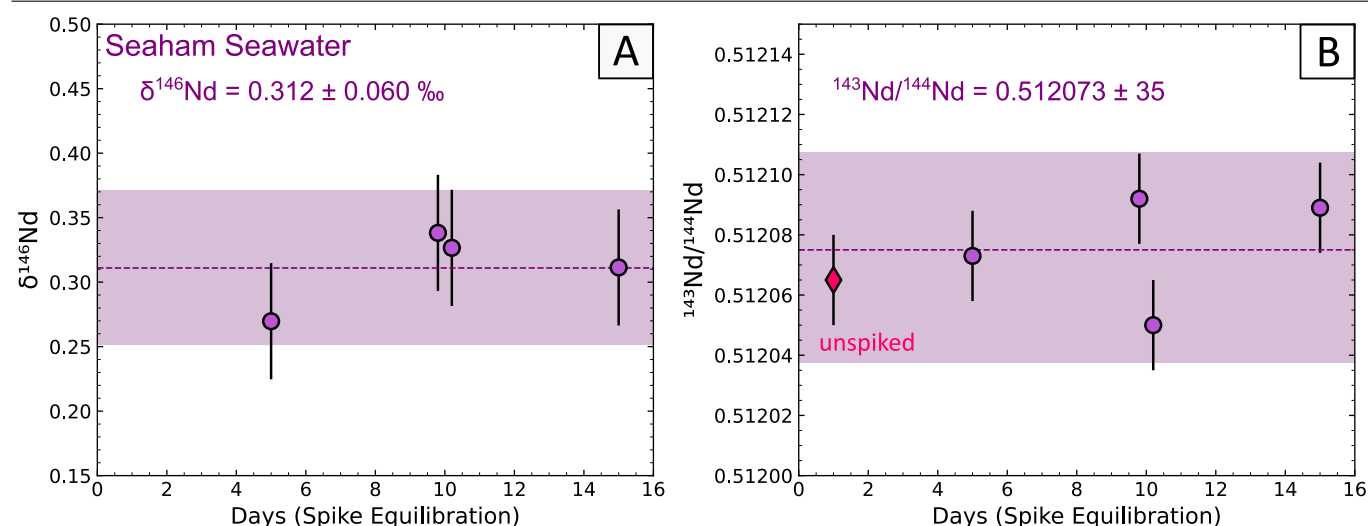 Seaham Seawater
A
δ¹⁴⁶Nd = 0.312 ± 0.060 ‰
0.50
0.45
0.40
0.35
0.30
0.25
0.20
0.15
δ¹⁴⁶Nd
0 2 4 6 8 10 12 14 16
Days (Spike Equilibration)
B
¹⁴³Nd/¹⁴⁴Nd = 0.512073 ± 35
0.51214
0.51212
0.51210
0.51208
0.51206
0.51204
0.51202
0.51200
¹⁴³Nd/¹⁴⁴Nd
unspiked
0 2 4 6 8 10 12 14 16
Days (Spike Equilibration)